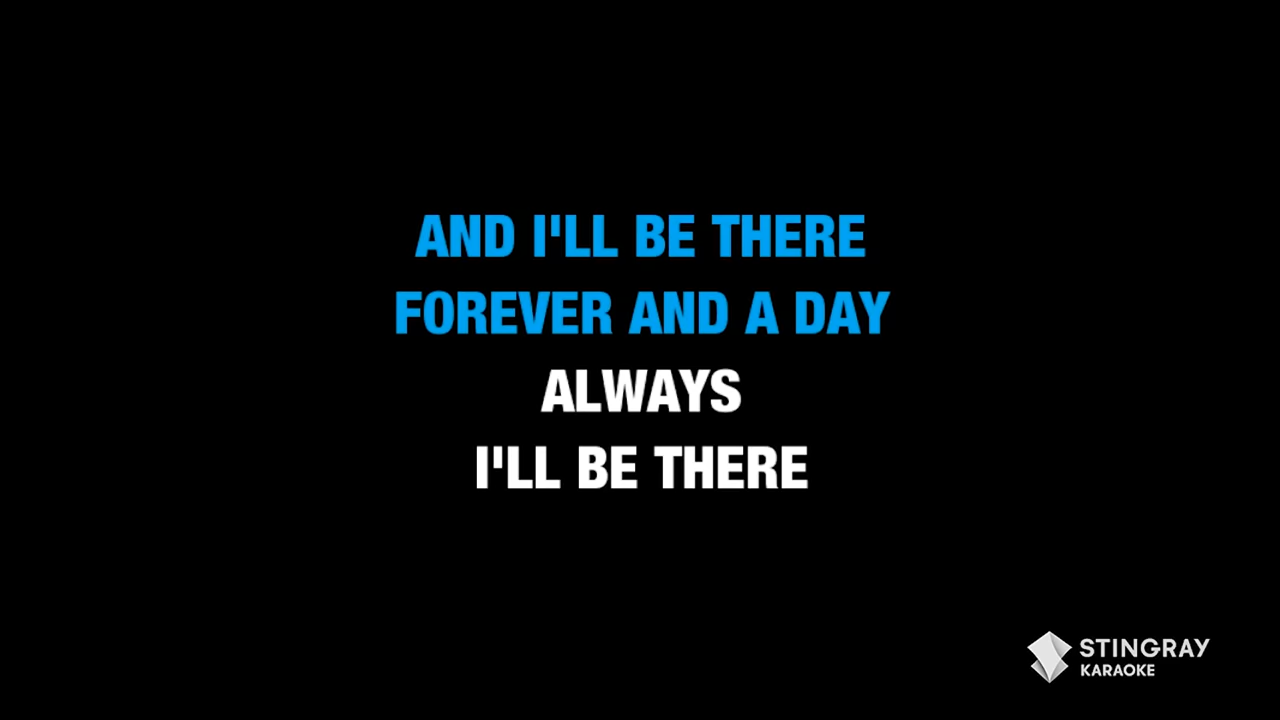 AND I'LL BE THERE
FOREVER AND A DAY
ALWAYS
I'LL BE THERE
STINGRAY
KARAOKE